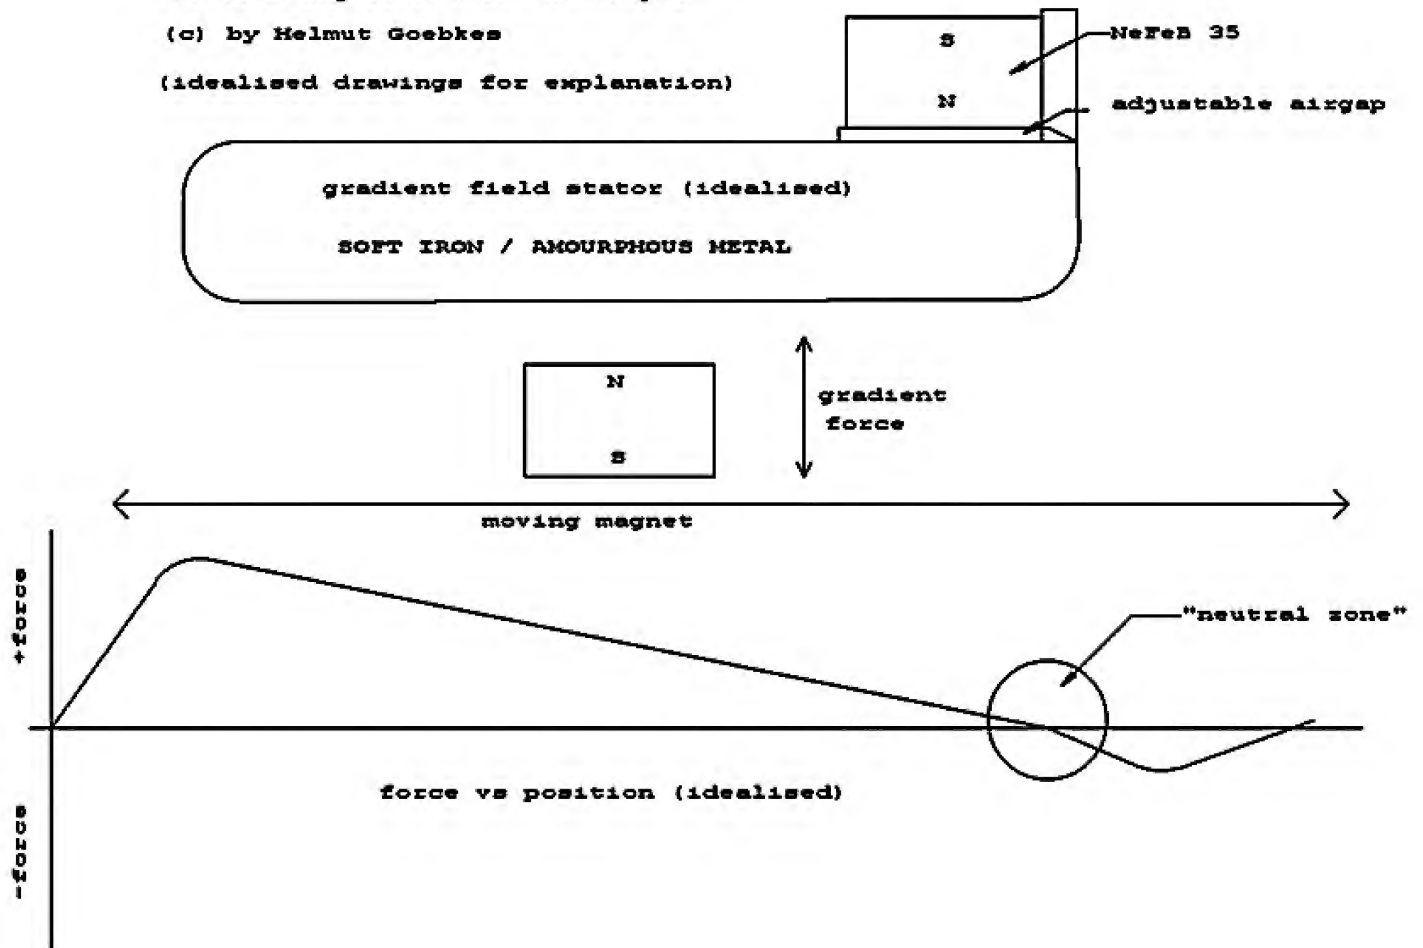 (c) by Helmut Goebkes
(idealised drawings for explanation)
S
N
NeFeB 35
adjustable airgap
gradient field stator (idealised)
SOFT IRON / AMOURPHOUS METAL
N
S
gradient
force
moving magnet
+force
"neutral zone"
force vs position (idealised)
-force